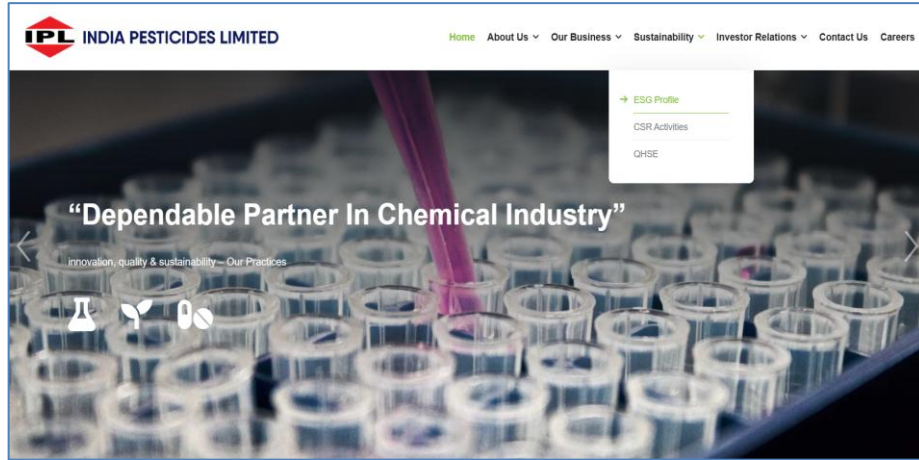 IPL INDIA PESTICIDES LIMITED
Home About Us Our Business Sustainability Investor Relations Contact Us Careers
ESG Profile
CSR Activities
QHSE
“Dependable Partner In Chemical Industry”
innovation, quality & sustainability – Our Practices